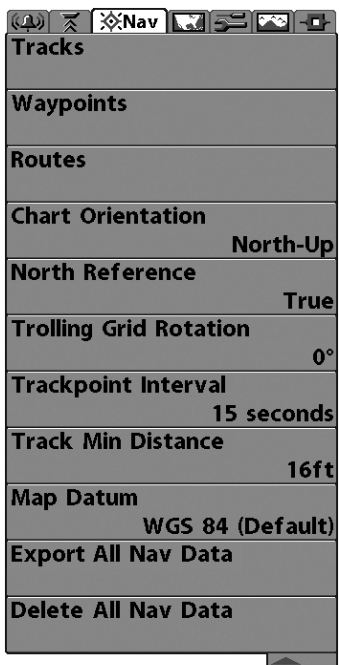 Nav
Tracks
Waypoints
Routes
Chart Orientation
North-Up
North Reference
True
Trolling Grid Rotation
0°
Trackpoint Interval
15 seconds
Track Min Distance
16ft
Map Datum
WGS 84 (Default)
Export All Nav Data
Delete All Nav Data